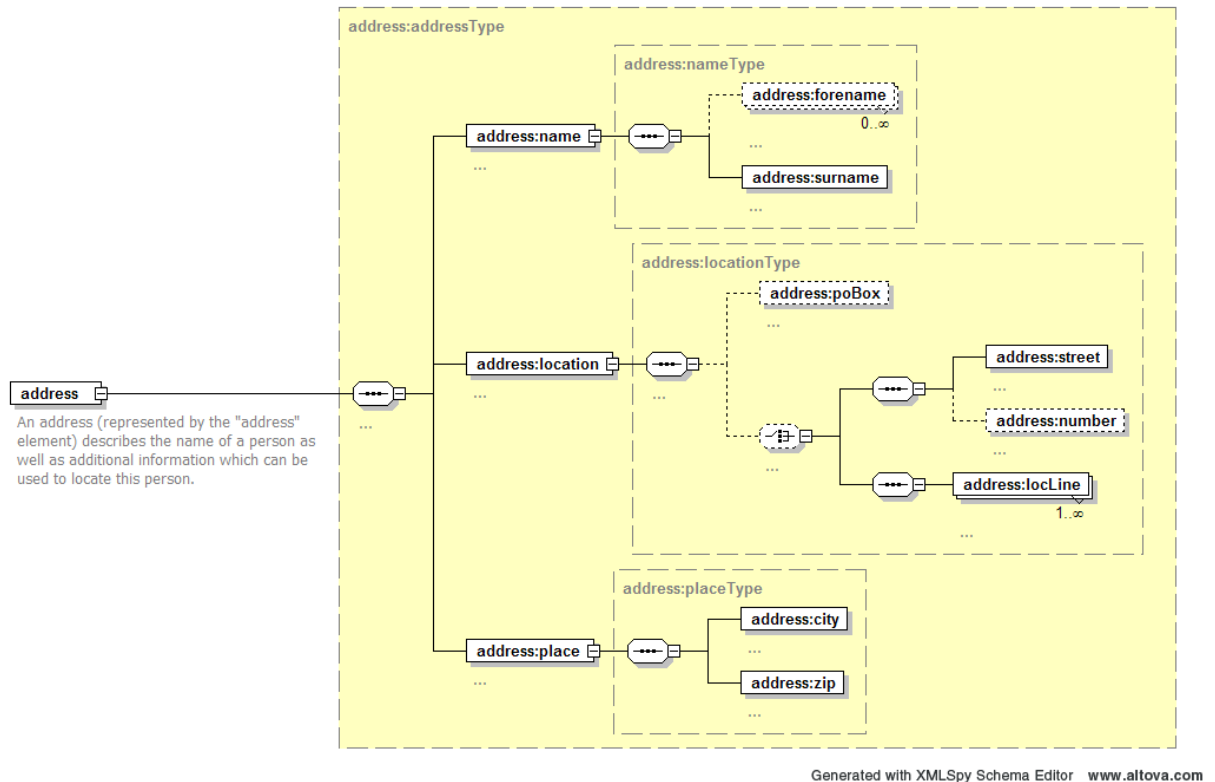 address:addressType
address:nameType
address:forename
0..∞
...
address:name
...
address:surname
...
address:locationType
address:poBox
...
address:street
...
address:location
...
...
address:number
...
address
An address (represented by the "address"
element) describes the name of a person as
well as additional information which can be
used to locate this person.
...
...
address:locLine
1..∞
...
address:placeType
address:city
...
address:place
...
address:zip
...
Generated with XMLSpy Schema Editor www.altova.com